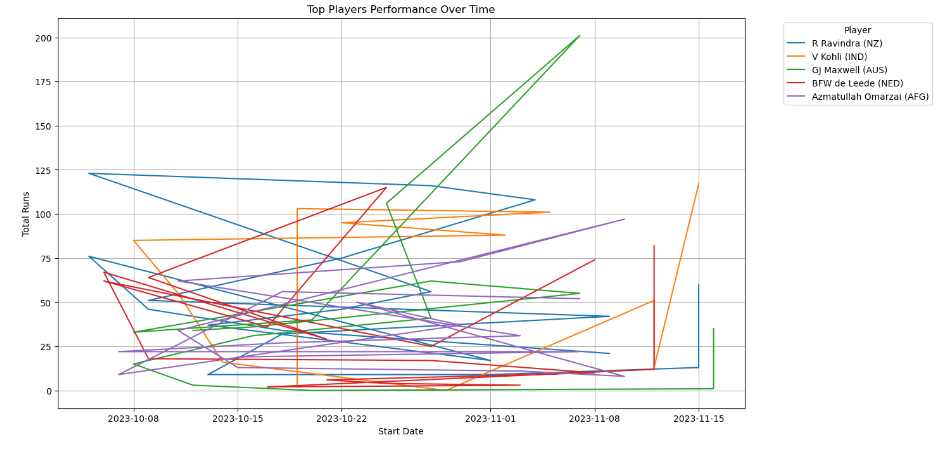 Top Players Performance Over Time
Player
R Ravindra (NZ)
V Kohli (IND)
GJ Maxwell (AUS)
BFW de Leede (NED)
Azmatullah Omarzai (AFG)
Total Runs
200
175
150
125
100
75
50
25
0
2023-10-08
2023-10-15
2023-10-22
2023-11-01
2023-11-08
2023-11-15
Start Date